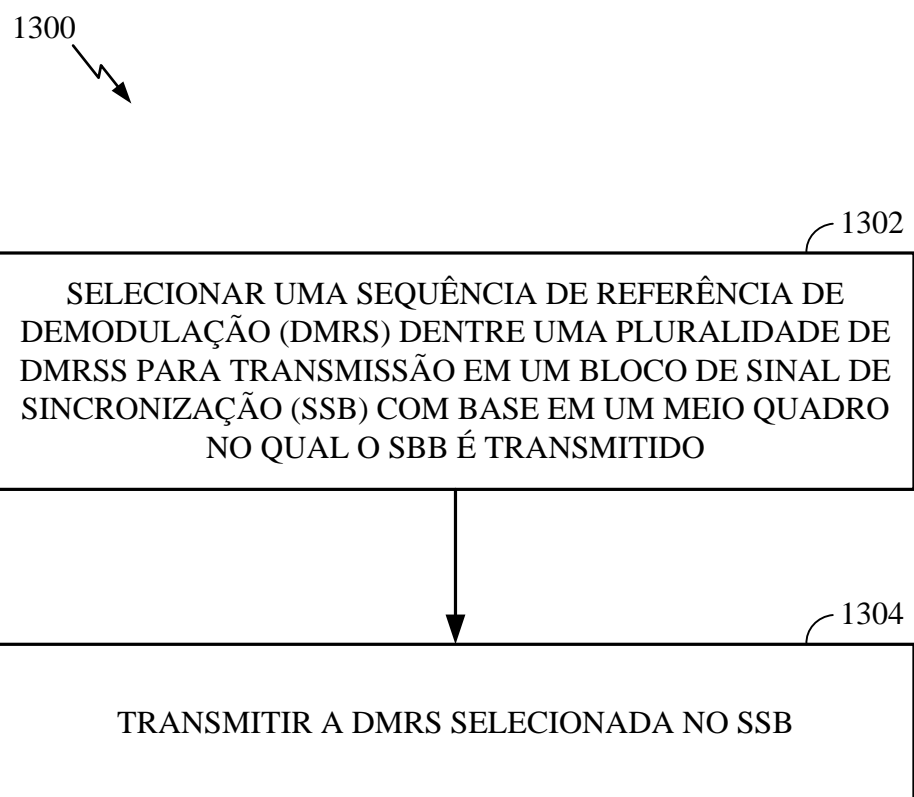 1300
1302
SELECIONAR UMA SEQUÊNCIA DE REFERÊNCIA DE
DEMODULAÇÃO (DMRS) DENTRE UMA PLURALIDADE DE
DMRSS PARA TRANSMISSÃO EM UM BLOCO DE SINAL DE
SINCRONIZAÇÃO (SSB) COM BASE EM UM MEIO QUADRO
NO QUAL O SBB É TRANSMITIDO
1304
TRANSMITIR A DMRS SELECIONADA NO SSB